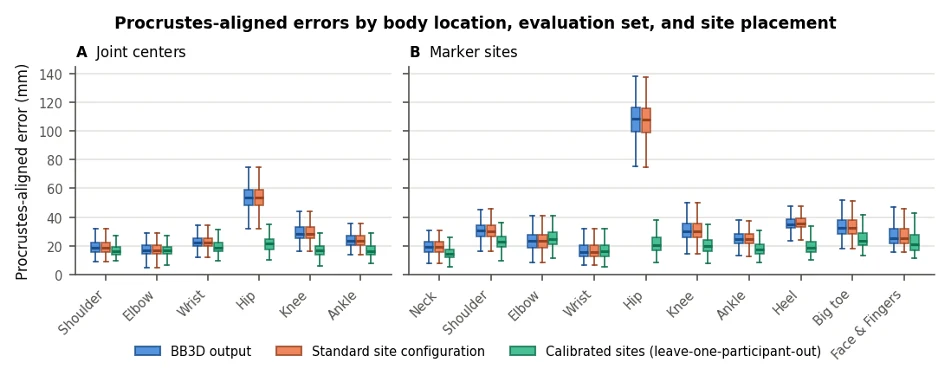 Procrustes-aligned errors by body location, evaluation set, and site placement
A Joint centers
B Marker sites
Procrustes-aligned error (mm)
140
120
100
80
60
40
20
0
Shoulder
Elbow
Wrist
Hip
Knee
Ankle
Neck
Shoulder
Elbow
Wrist
Hip
Knee
Ankle
Heel
Big toe
Face & Fingers
BB3D output
Standard site configuration
Calibrated sites (leave-one-participant-out)